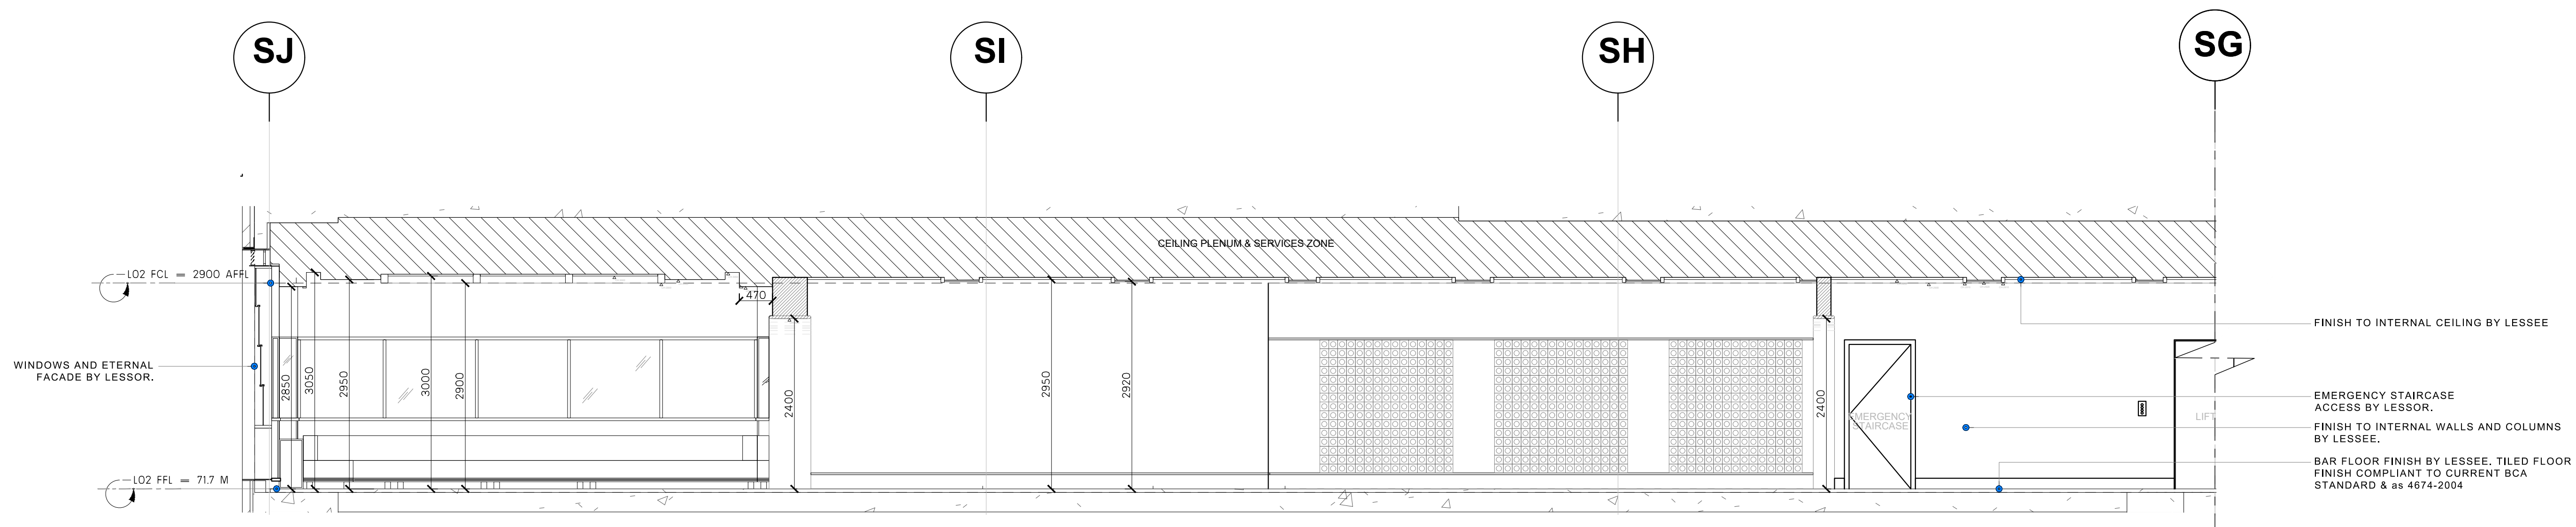 SJ
SI
SH
SG
CEILING PLENUM & SERVICES ZONE
L02 FCL = 2900 AFFL
470
FINISH TO INTERNAL CEILING BY LESSEE
WINDOWS AND ETERNAL
FACADE BY LESSOR.
2850
3050
2950
3000
2900
2400
2950
2920
2400
EMERGENCY
STAIRCASE
LIFT
EMERGENCY STAIRCASE
ACCESS BY LESSOR.
FINISH TO INTERNAL WALLS AND COLUMNS
BY LESSEE.
BAR FLOOR FINISH BY LESSEE. TILED FLOOR
FINISH COMPLIANT TO CURRENT BCA
STANDARD & as 4674-2004
L02 FFL = 71.7 M